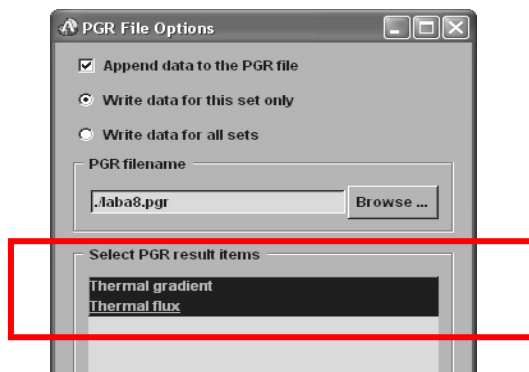 PGR File Options
Append data to the PGR file
Write data for this set only
Write data for all sets
PGR filename
./laba8.pgr
Browse ...
Select PGR result items
Thermal gradient
Thermal flux